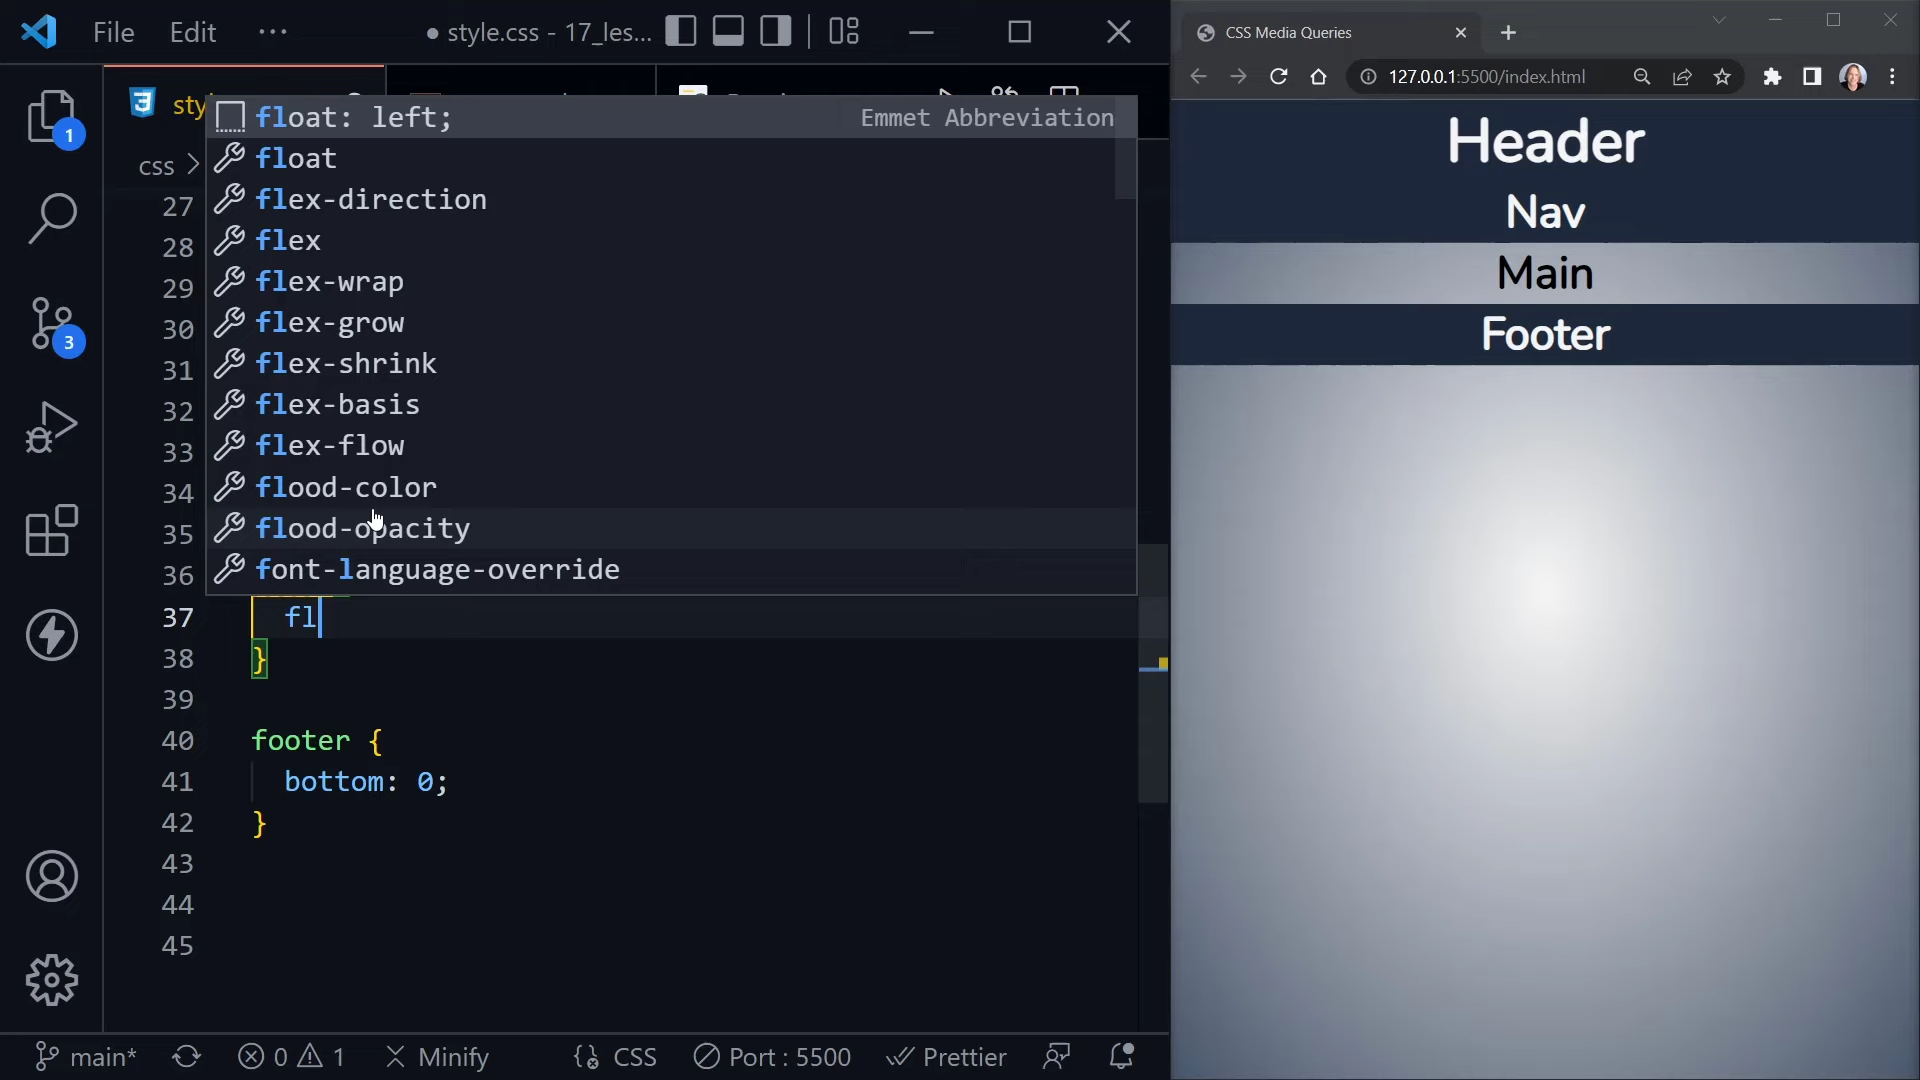 File Edit ··· ● style.css - 17_les...
sty
css >
float: left; Emmet Abbreviation
float
flex-direction
flex
flex-wrap
flex-grow
flex-shrink
flex-basis
flex-flow
flood-color
flood-opacity
font-language-override
27
28
29
30
31
32
33
34
35
36
37 fl
38 }
39
40 footer {
41 bottom: 0;
42 }
43
44
45
1
3
main* 0 1 Minify CSS Port : 5500 Prettier
CSS Media Queries
127.0.0.1:5500/index.html
Header
Nav
Main
Footer